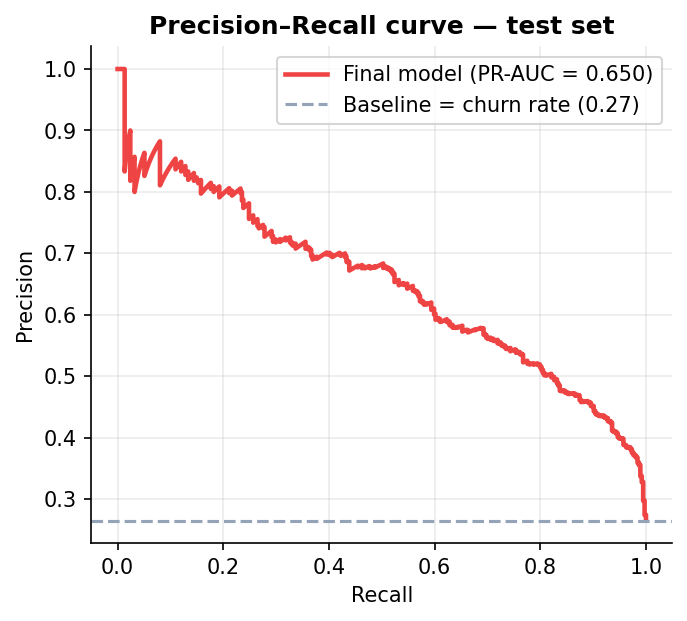 Precision–Recall curve — test set
Final model (PR-AUC = 0.650)
Baseline = churn rate (0.27)
1.0
0.9
0.8
0.7
0.6
0.5
0.4
0.3
Precision
0.0 0.2 0.4 0.6 0.8 1.0
Recall